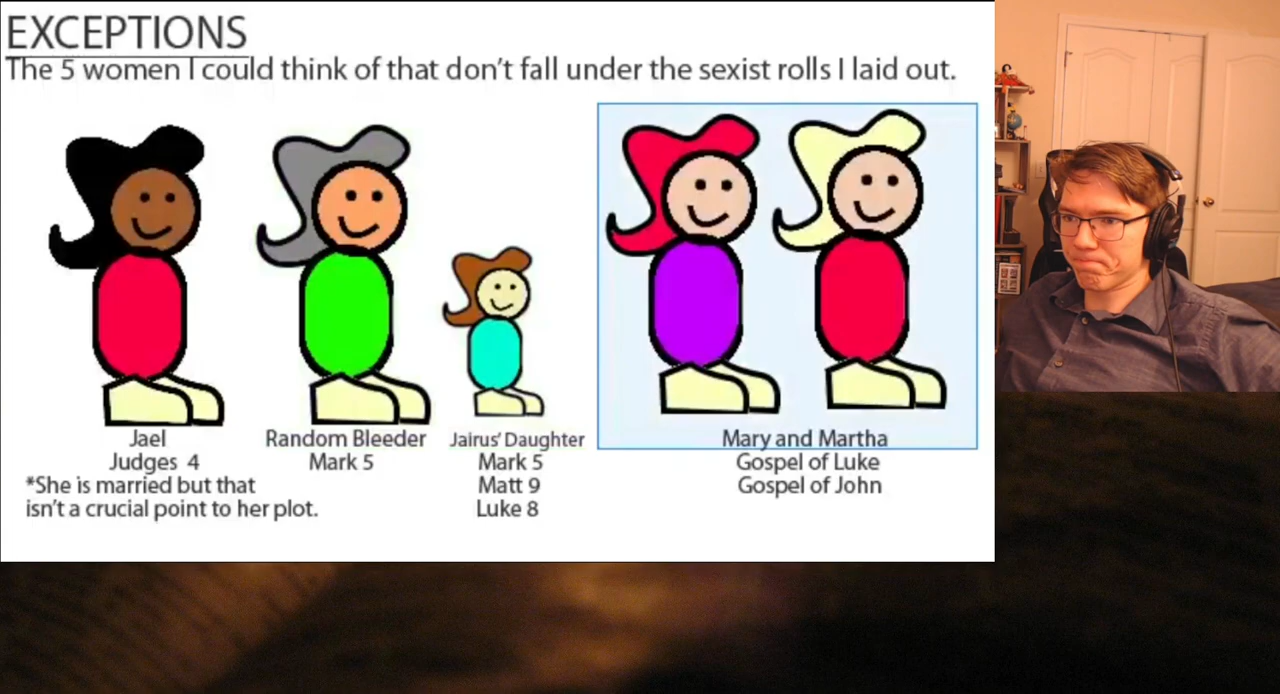 EXCEPTIONS
The 5 women I could think of that don't fall under the sexist rolls I laid out.
Jael
Judges 4
*She is married but that
isn't a crucial point to her plot.
Random Bleeder
Mark 5
Jairus' Daughter
Mark 5
Matt 9
Luke 8
Mary and Martha
Gospel of Luke
Gospel of John